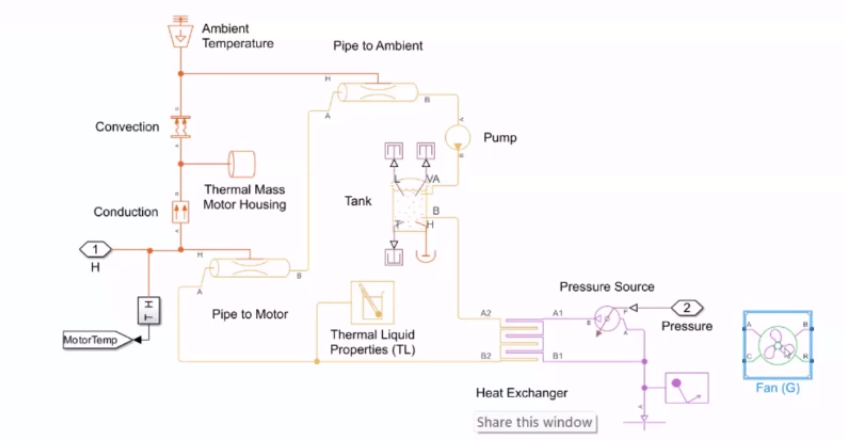 Ambient
Temperature
Pipe to Ambient
H
B
A
A
Convection
Pump
B
Thermal Mass
Motor Housing
L
VA
Tank
B
Conduction
T
H
1
H
H
B
A
Pipe to Motor
T H
MotorTemp
Thermal Liquid
Properties (TL)
A2
A1
B2
B1
Heat Exchanger
Pressure Source
B
P
A
2
Pressure
A
A
B
C
R
Fan (G)
Share this window